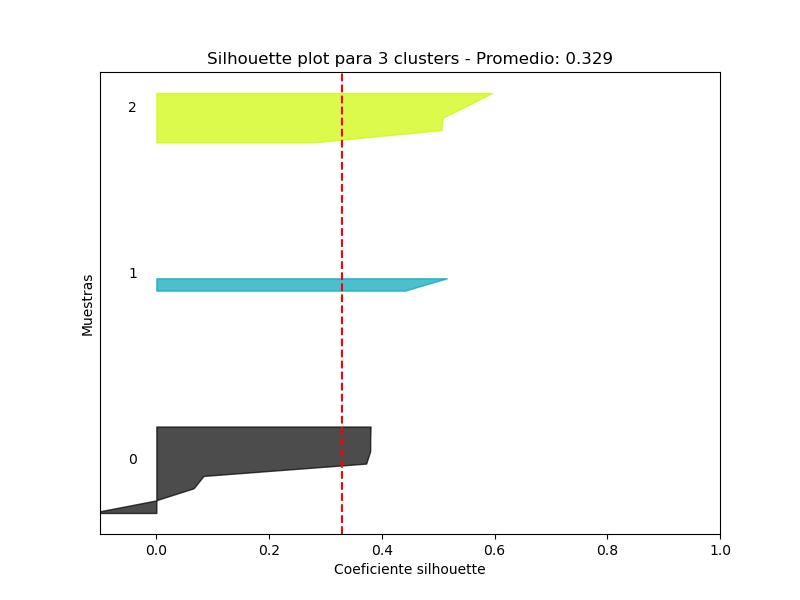 Silhouette plot para 3 clusters - Promedio: 0.329
2
1
0
Muestras
0.0 0.2 0.4 0.6 0.8 1.0
Coeficiente silhouette